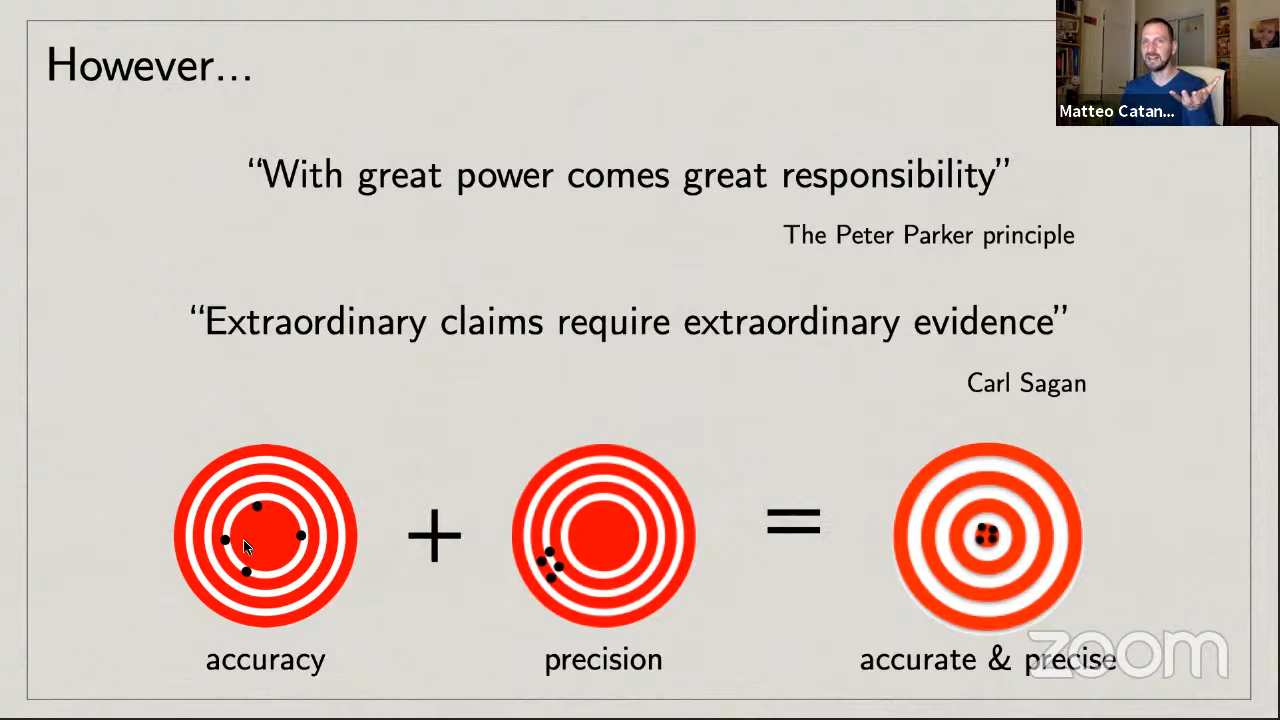 However...
Matteo Catan...
“With great power comes great responsibility”
The Peter Parker principle
“Extraordinary claims require extraordinary evidence”
Carl Sagan
+
=
accuracy
precision
accurate & precise
zoom